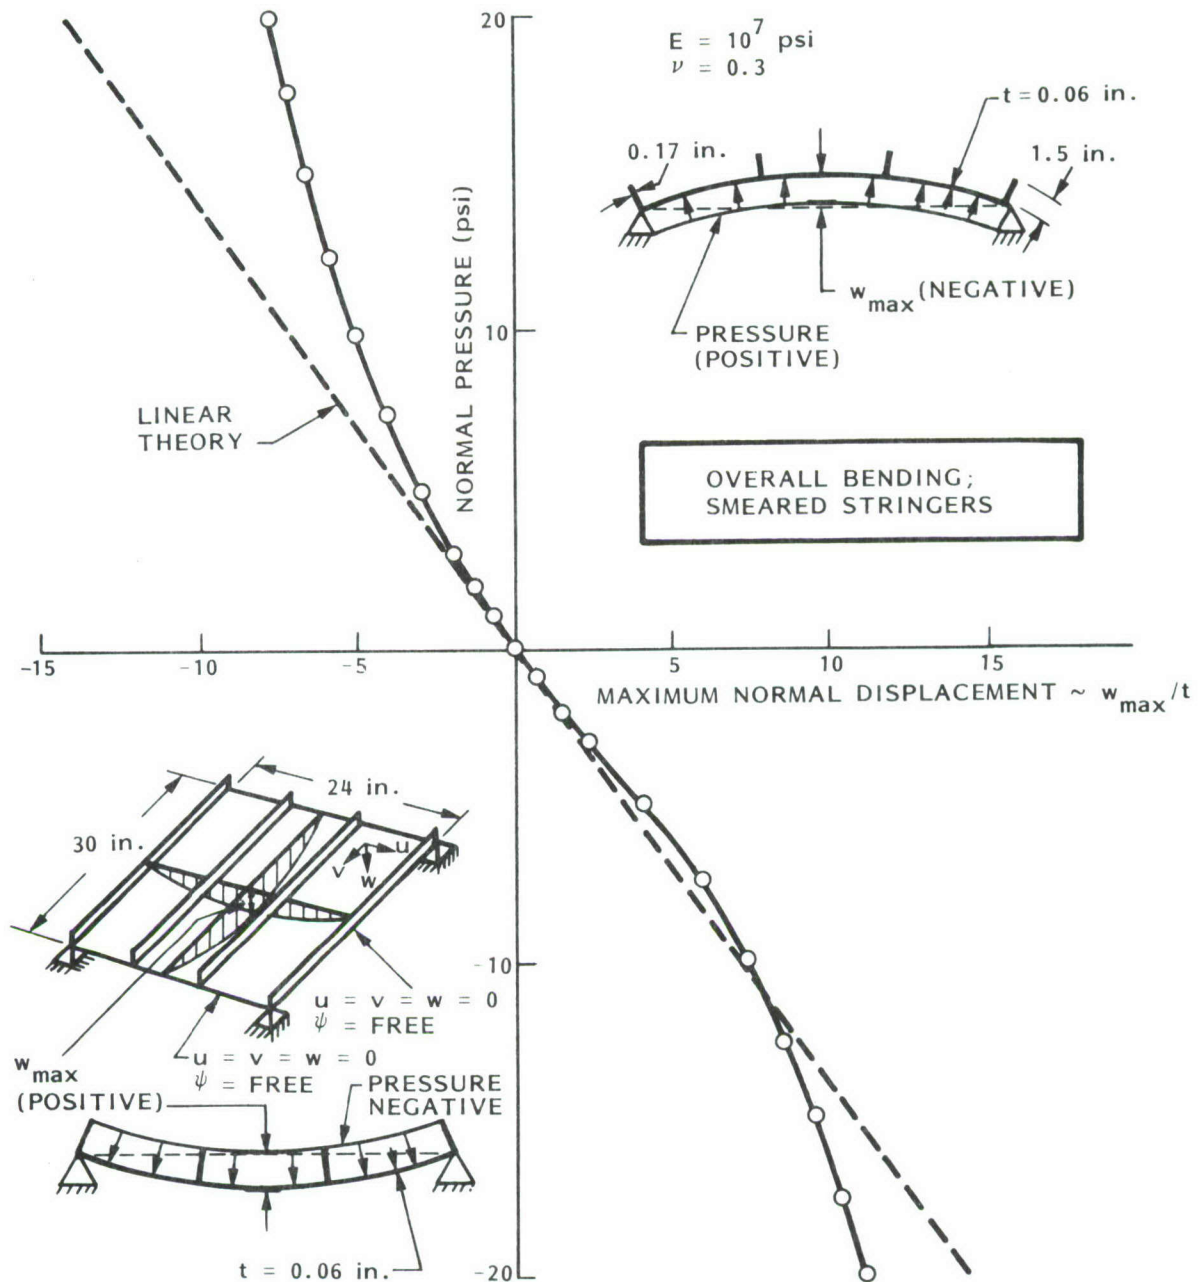 20
E = 10⁷ psi
ν = 0.3
t = 0.06 in.
0.17 in.
1.5 in.
w_max (NEGATIVE)
PRESSURE
(POSITIVE)
10
NORMAL PRESSURE (psi)
LINEAR
THEORY
OVERALL BENDING;
SMEARED STRINGERS
-15
-10
-5
5
10
15
MAXIMUM NORMAL DISPLACEMENT ~ w_max/t
24 in.
30 in.
u
v
w
-10
u = v = w = 0
ψ = FREE
u = v = w = 0
ψ = FREE
w_max
(POSITIVE)
PRESSURE
NEGATIVE
t = 0.06 in.
-20